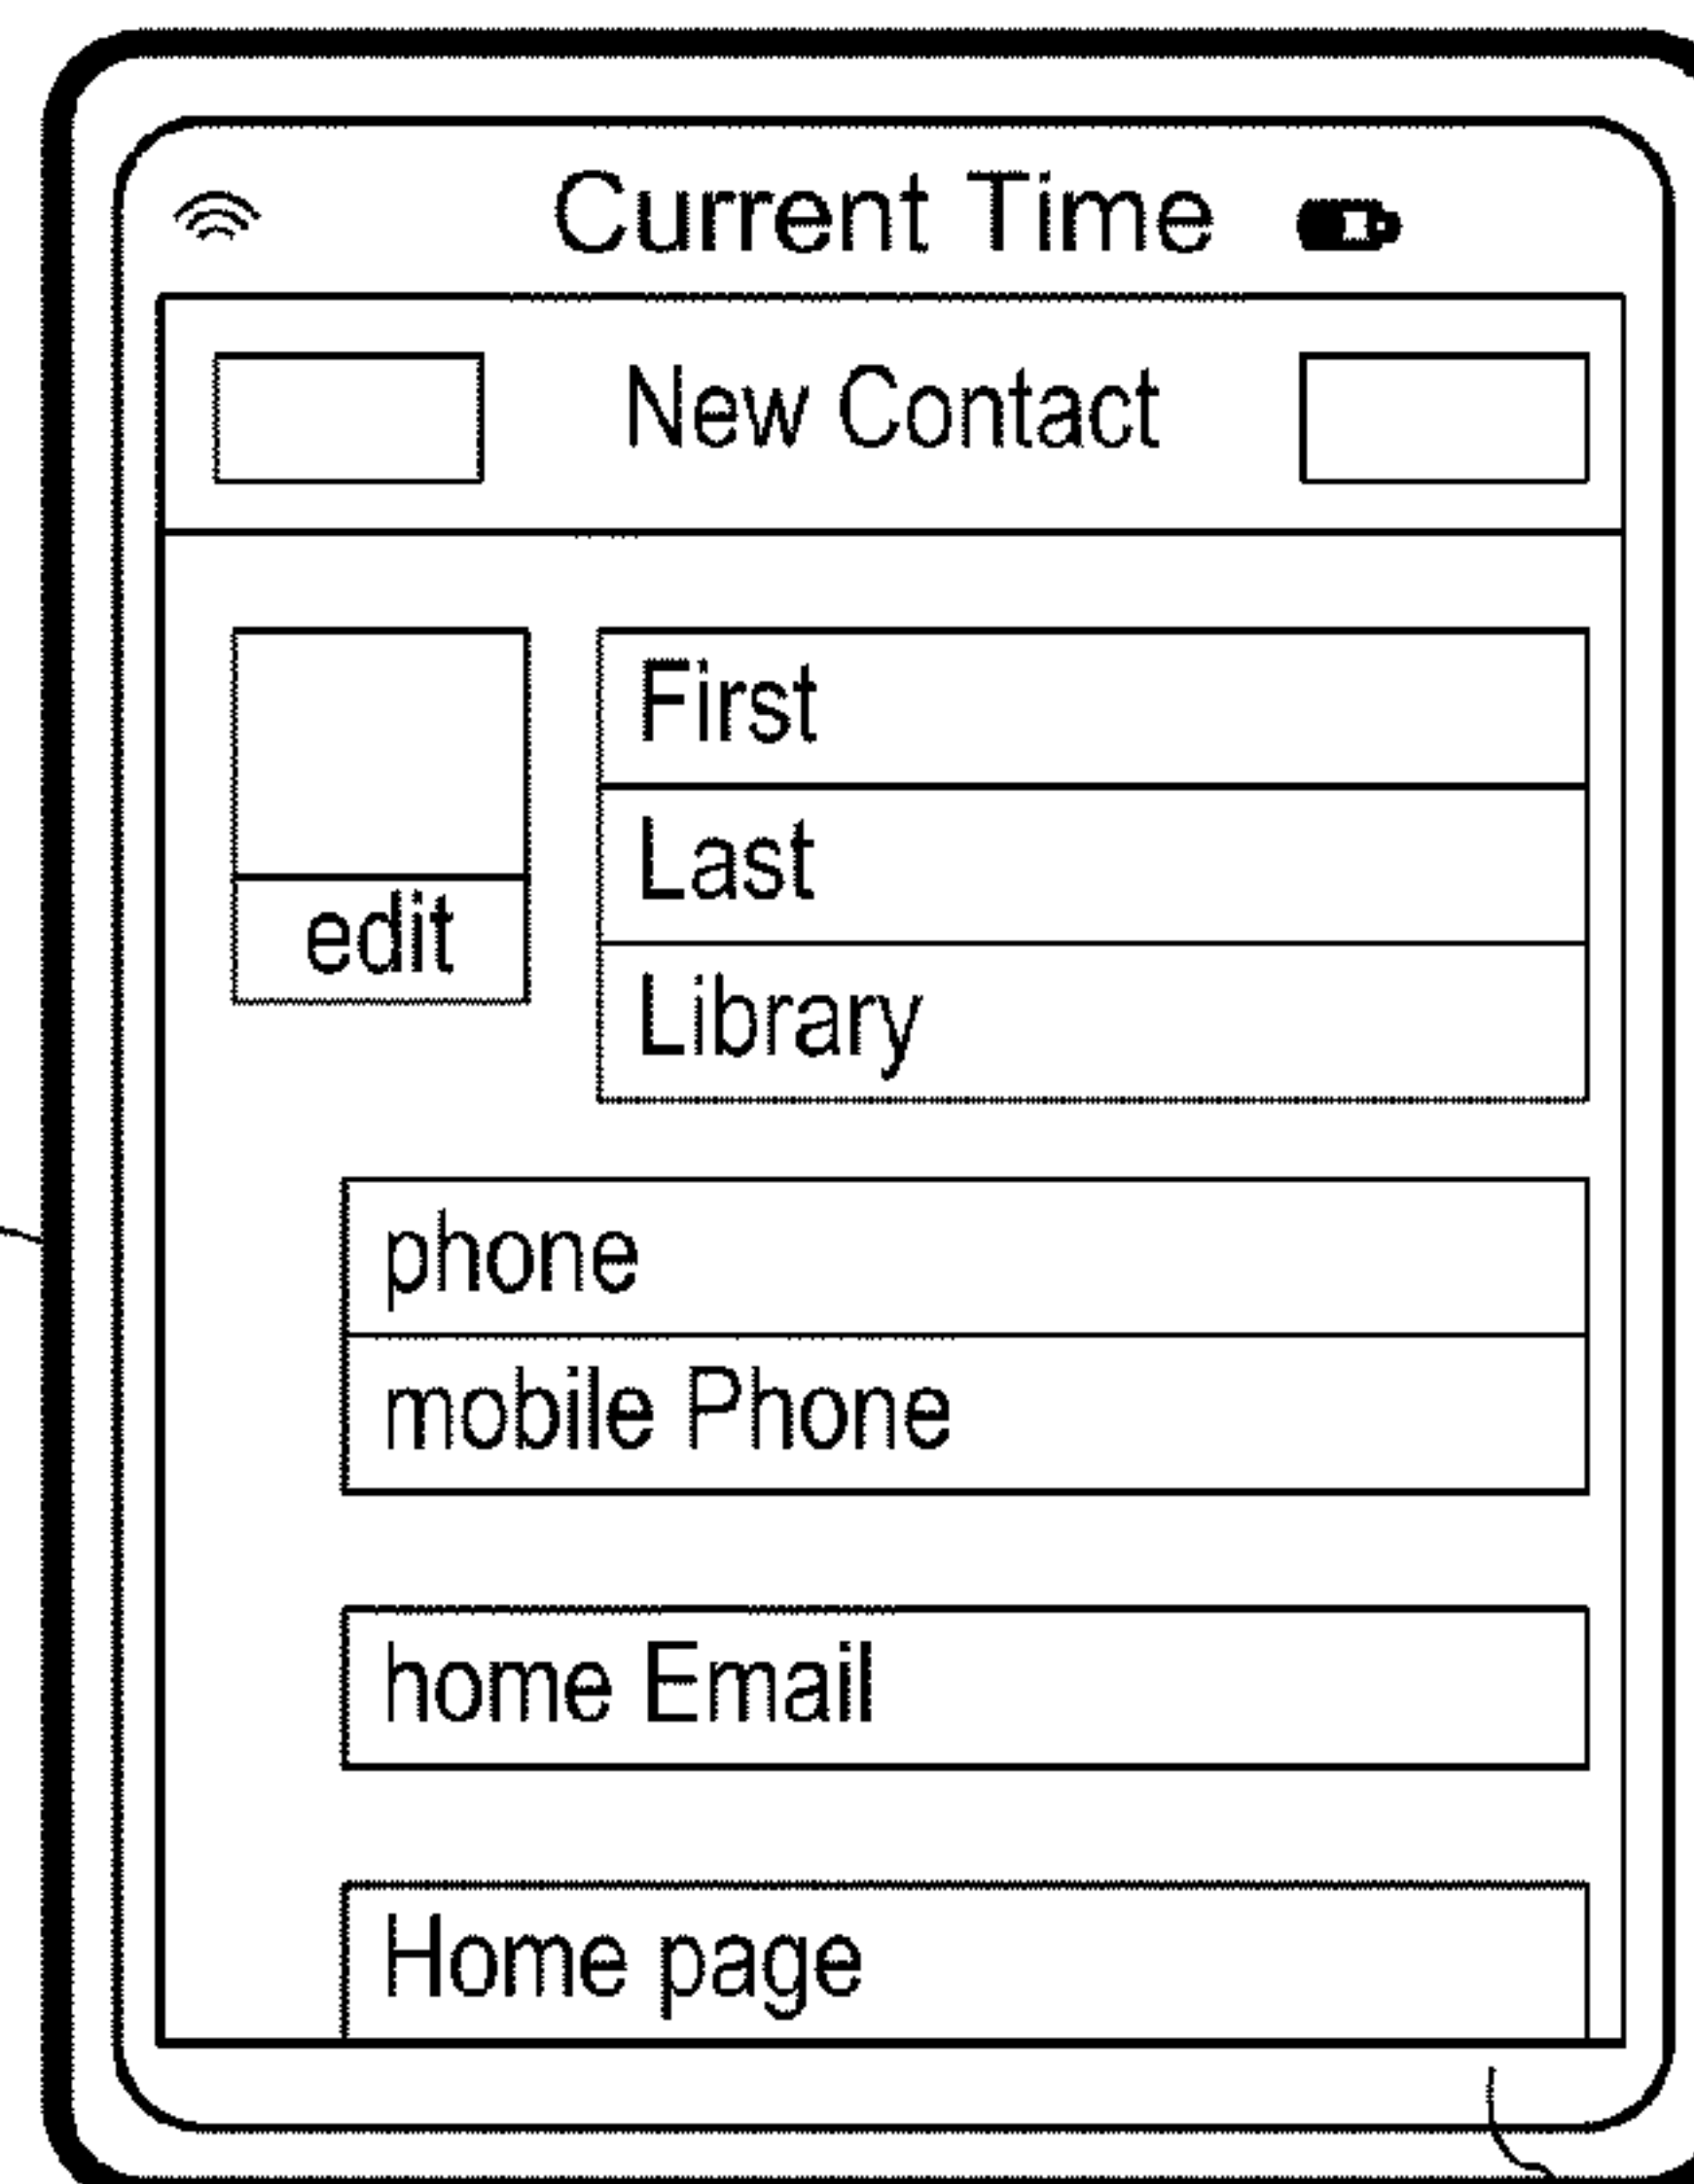 Current Time
New Contact
First
Last
edit
Library
phone
mobile Phone
home Email
Home page